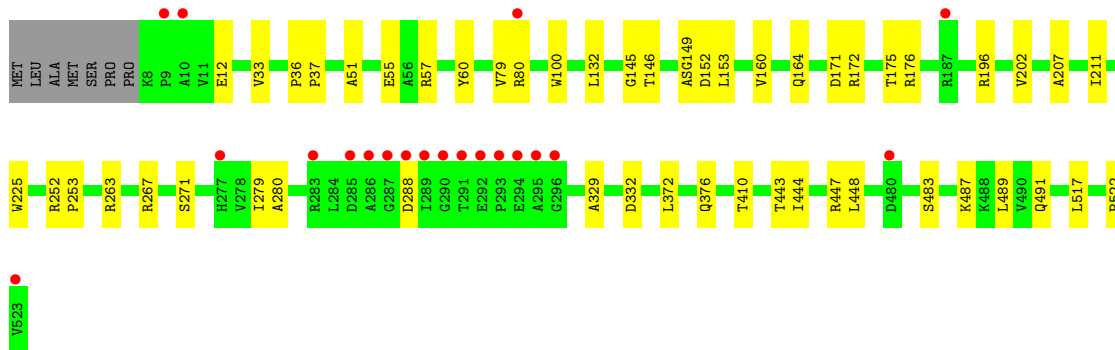 MET LEU ALA MET SER PRO PRO K8 P9 A10 V11 E12 V33 P36 P37 A51 E55 A56 R57 Y60 V79 R80 W100 L132 G145 T146 ASG149 D152 L153 V160 Q164 D171 R172 T175 R176 R187 R196 V202 A207 I211
W225 R252 P253 R263 R267 S271 H277 V278 I279 A280 R283 L284 D285 A286 G287 D288 I289 G290 T291 E292 P293 E294 A295 G296 A329 D332 L372 Q376 T410 T443 I444 R447 L448 D480 S483 K487 K488 L489 V490 Q491 L517
V523